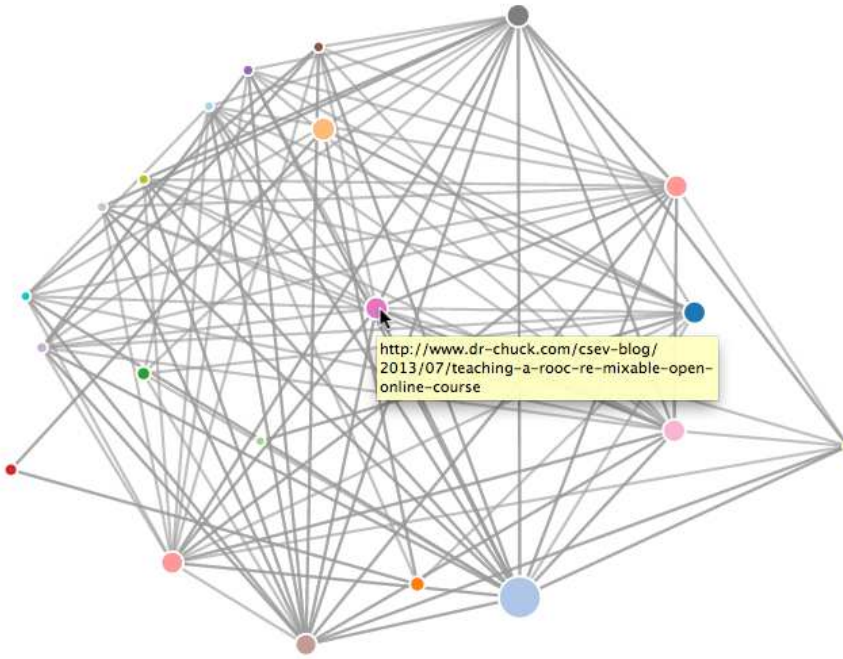 http://www.dr-chuck.com/csev-blog/
2013/07/teaching-a-rooc-re-mixable-open-
online-course